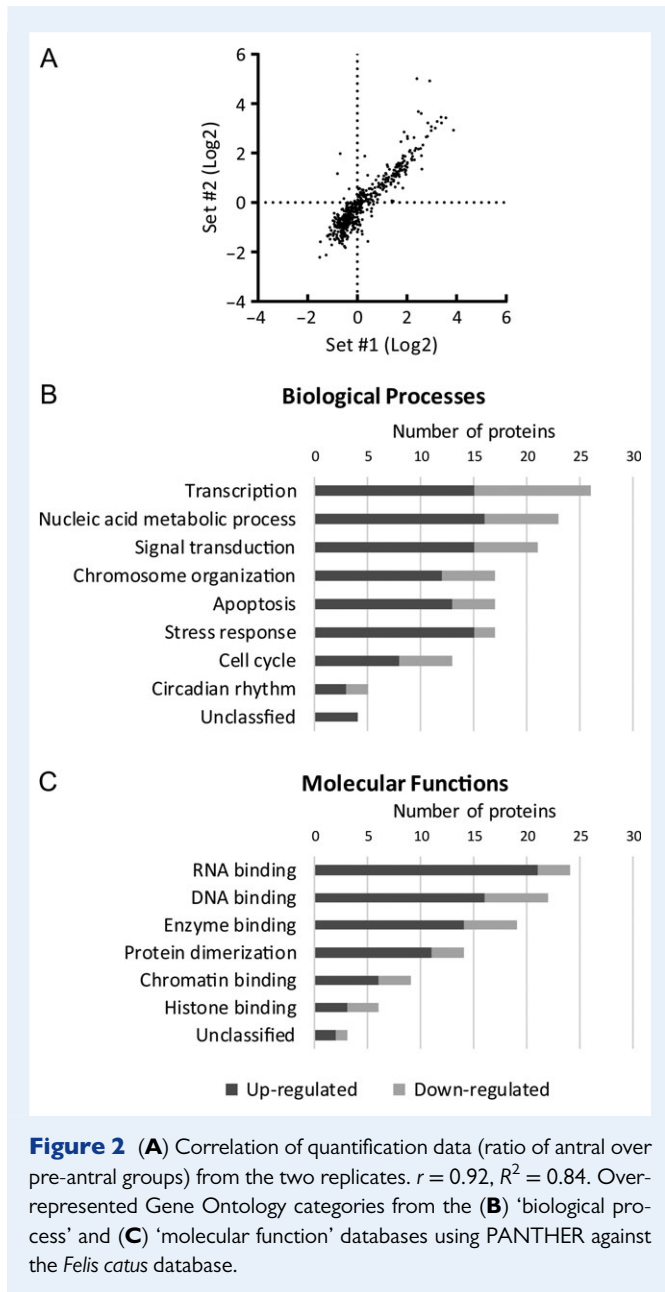 A
6
4
2
0
−2
−4
Set #2 (Log2)
−4 −2 0 2 4 6
Set #1 (Log2)
B
Biological Processes
Number of proteins
0 5 10 15 20 25 30
Transcription
Nucleic acid metabolic process
Signal transduction
Chromosome organization
Apoptosis
Stress response
Cell cycle
Circadian rhythm
Unclassfied
C
Molecular Functions
Number of proteins
0 5 10 15 20 25 30
RNA binding
DNA binding
Enzyme binding
Protein dimerization
Chromatin binding
Histone binding
Unclassified
Up-regulated Down-regulated
Figure 2 (A) Correlation of quantification data (ratio of antral over
pre-antral groups) from the two replicates. r = 0.92, R² = 0.84. Over-
represented Gene Ontology categories from the (B) ‘biological pro-
cess’ and (C) ‘molecular function’ databases using PANTHER against
the Felis catus database.